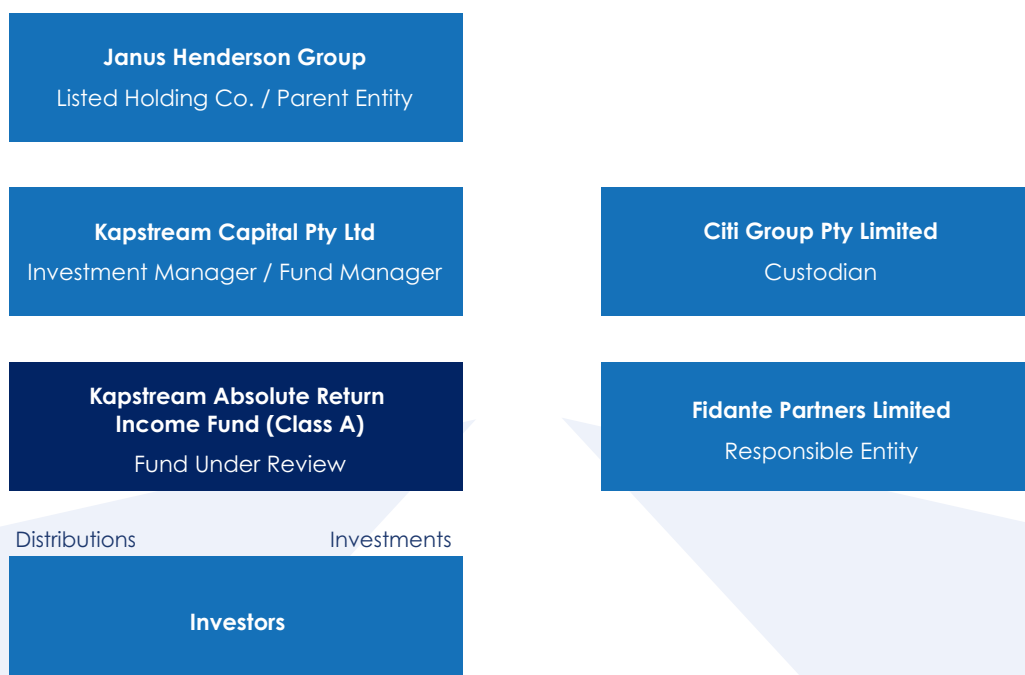 Janus Henderson Group
Listed Holding Co. / Parent Entity
Kapstream Capital Pty Ltd
Investment Manager / Fund Manager
Citi Group Pty Limited
Custodian
Kapstream Absolute Return
Income Fund (Class A)
Fund Under Review
Fidante Partners Limited
Responsible Entity
Distributions
Investments
Investors